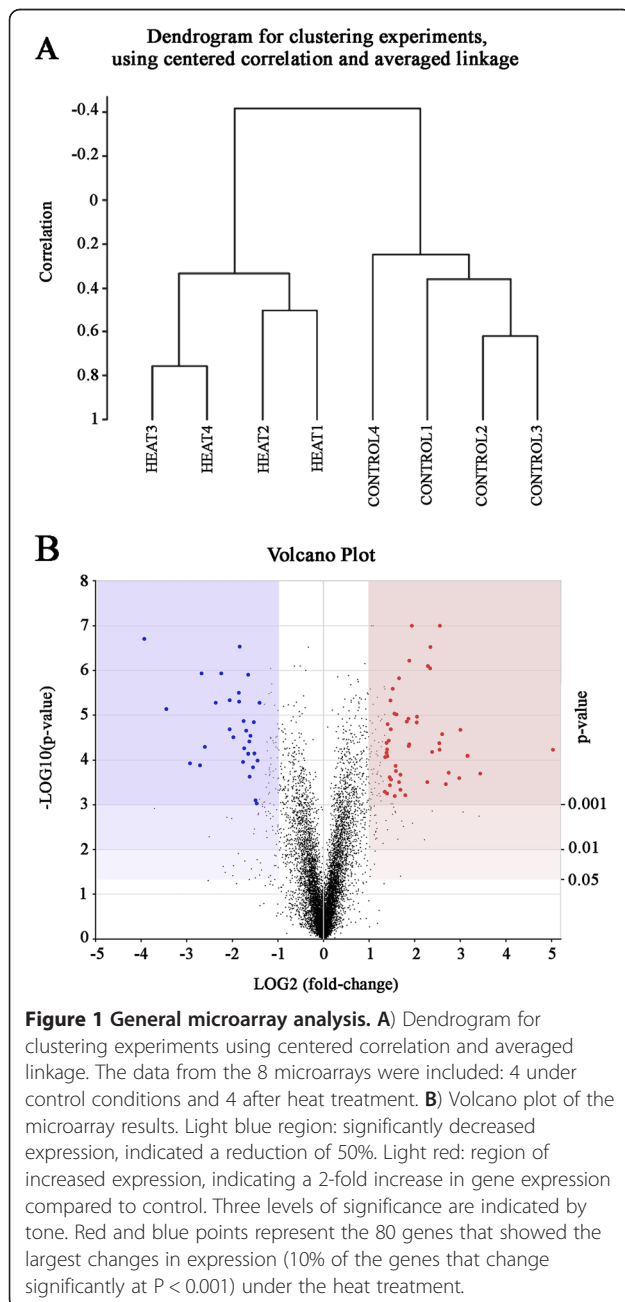 A
Dendrogram for clustering experiments,
using centered correlation and averaged linkage
Correlation
-0.4
-0.2
0
0.2
0.4
0.6
0.8
1
HEAT3
HEAT4
HEAT2
HEAT1
CONTROL4
CONTROL1
CONTROL2
CONTROL3
B
Volcano Plot
-LOG10(p-value)
8
7
6
5
4
3
2
1
0
p-value
0.001
0.01
0.05
-5 -4 -3 -2 -1 0 1 2 3 4 5
LOG2 (fold-change)
Figure 1 General microarray analysis. A) Dendrogram for
clustering experiments using centered correlation and averaged
linkage. The data from the 8 microarrays were included: 4 under
control conditions and 4 after heat treatment. B) Volcano plot of the
microarray results. Light blue region: significantly decreased
expression, indicated a reduction of 50%. Light red: region of
increased expression, indicating a 2-fold increase in gene expression
compared to control. Three levels of significance are indicated by
tone. Red and blue points represent the 80 genes that showed the
largest changes in expression (10% of the genes that change
significantly at P < 0.001) under the heat treatment.